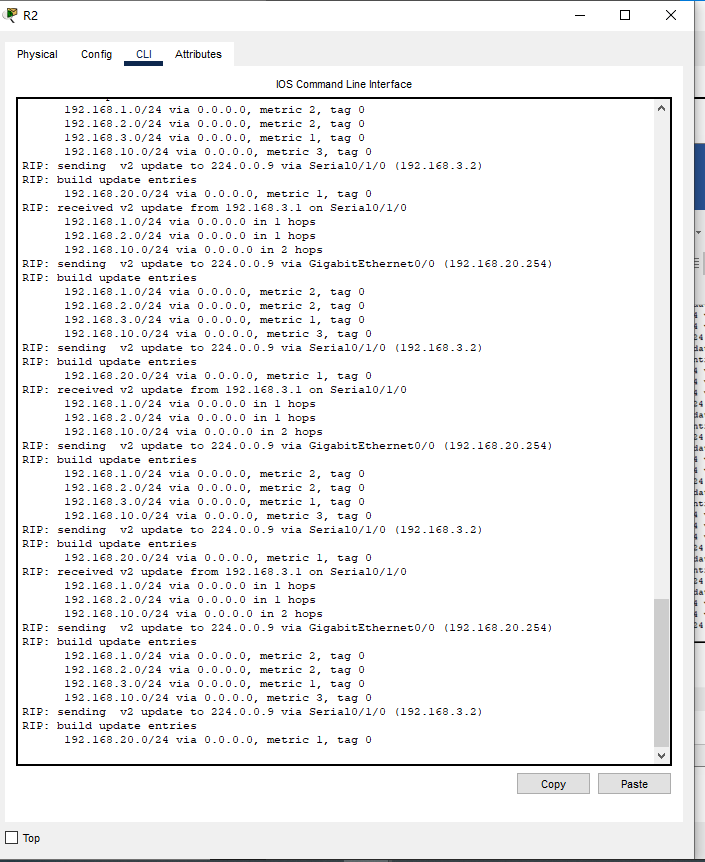 R2
Physical Config CLI Attributes
IOS Command Line Interface
192.168.1.0/24 via 0.0.0.0, metric 2, tag 0
192.168.2.0/24 via 0.0.0.0, metric 2, tag 0
192.168.3.0/24 via 0.0.0.0, metric 1, tag 0
192.168.10.0/24 via 0.0.0.0, metric 3, tag 0
RIP: sending  v2 update to 224.0.0.9 via Serial0/1/0 (192.168.3.2)
RIP: build update entries
192.168.20.0/24 via 0.0.0.0, metric 1, tag 0
RIP: received v2 update from 192.168.3.1 on Serial0/1/0
192.168.1.0/24 via 0.0.0.0 in 1 hops
192.168.2.0/24 via 0.0.0.0 in 1 hops
192.168.10.0/24 via 0.0.0.0 in 2 hops
RIP: sending  v2 update to 224.0.0.9 via GigabitEthernet0/0 (192.168.20.254)
RIP: build update entries
192.168.1.0/24 via 0.0.0.0, metric 2, tag 0
192.168.2.0/24 via 0.0.0.0, metric 2, tag 0
192.168.3.0/24 via 0.0.0.0, metric 1, tag 0
192.168.10.0/24 via 0.0.0.0, metric 3, tag 0
RIP: sending  v2 update to 224.0.0.9 via Serial0/1/0 (192.168.3.2)
RIP: build update entries
192.168.20.0/24 via 0.0.0.0, metric 1, tag 0
RIP: received v2 update from 192.168.3.1 on Serial0/1/0
192.168.1.0/24 via 0.0.0.0 in 1 hops
192.168.2.0/24 via 0.0.0.0 in 1 hops
192.168.10.0/24 via 0.0.0.0 in 2 hops
RIP: sending  v2 update to 224.0.0.9 via GigabitEthernet0/0 (192.168.20.254)
RIP: build update entries
192.168.1.0/24 via 0.0.0.0, metric 2, tag 0
192.168.2.0/24 via 0.0.0.0, metric 2, tag 0
192.168.3.0/24 via 0.0.0.0, metric 1, tag 0
192.168.10.0/24 via 0.0.0.0, metric 3, tag 0
RIP: sending  v2 update to 224.0.0.9 via Serial0/1/0 (192.168.3.2)
RIP: build update entries
192.168.20.0/24 via 0.0.0.0, metric 1, tag 0
RIP: received v2 update from 192.168.3.1 on Serial0/1/0
192.168.1.0/24 via 0.0.0.0 in 1 hops
192.168.2.0/24 via 0.0.0.0 in 1 hops
192.168.10.0/24 via 0.0.0.0 in 2 hops
RIP: sending  v2 update to 224.0.0.9 via GigabitEthernet0/0 (192.168.20.254)
RIP: build update entries
192.168.1.0/24 via 0.0.0.0, metric 2, tag 0
192.168.2.0/24 via 0.0.0.0, metric 2, tag 0
192.168.3.0/24 via 0.0.0.0, metric 1, tag 0
192.168.10.0/24 via 0.0.0.0, metric 3, tag 0
RIP: sending  v2 update to 224.0.0.9 via Serial0/1/0 (192.168.3.2)
RIP: build update entries
192.168.20.0/24 via 0.0.0.0, metric 1, tag 0
Copy Paste
Top